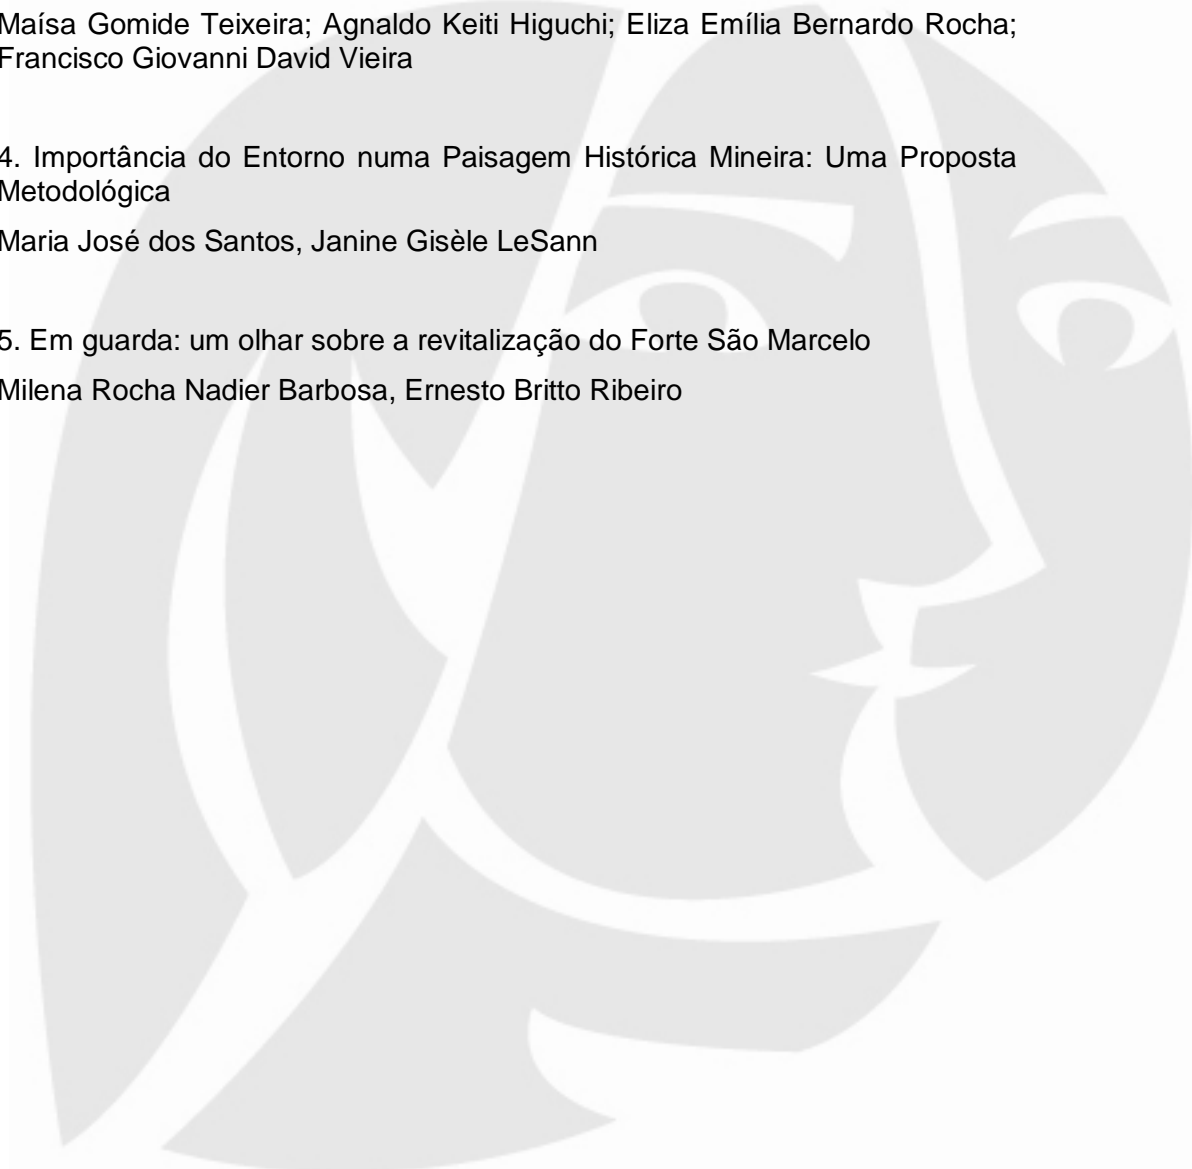 Maísa Gomide Teixeira; Agnaldo Keiti Higuchi; Eliza Emília Bernardo Rocha;
Francisco Giovanni David Vieira
4. Importância do Entorno numa Paisagem Histórica Mineira: Uma Proposta
Metodológica
Maria José dos Santos, Janine Gisèle LeSann
5. Em guarda: um olhar sobre a revitalização do Forte São Marcelo
Milena Rocha Nadier Barbosa, Ernesto Britto Ribeiro